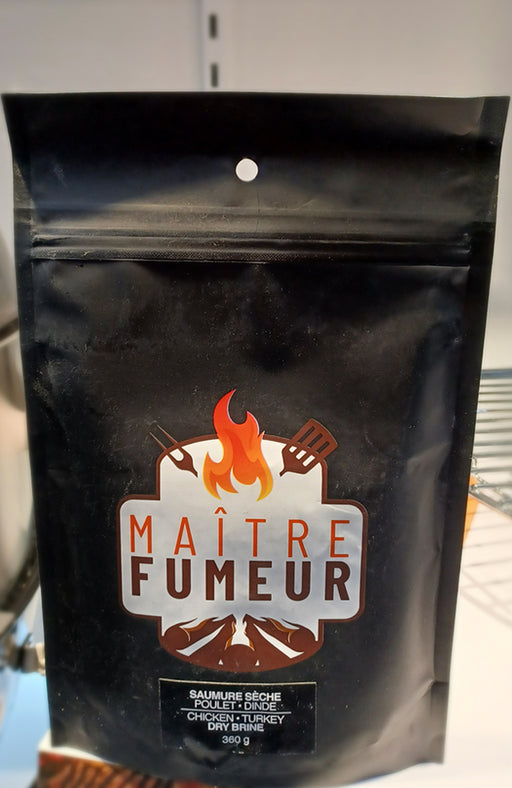 MAÎTRE
FUMEUR
SAUMURE SÈCHE
POULET • DINDE
CHICKEN • TURKEY
DRY BRINE
360 g